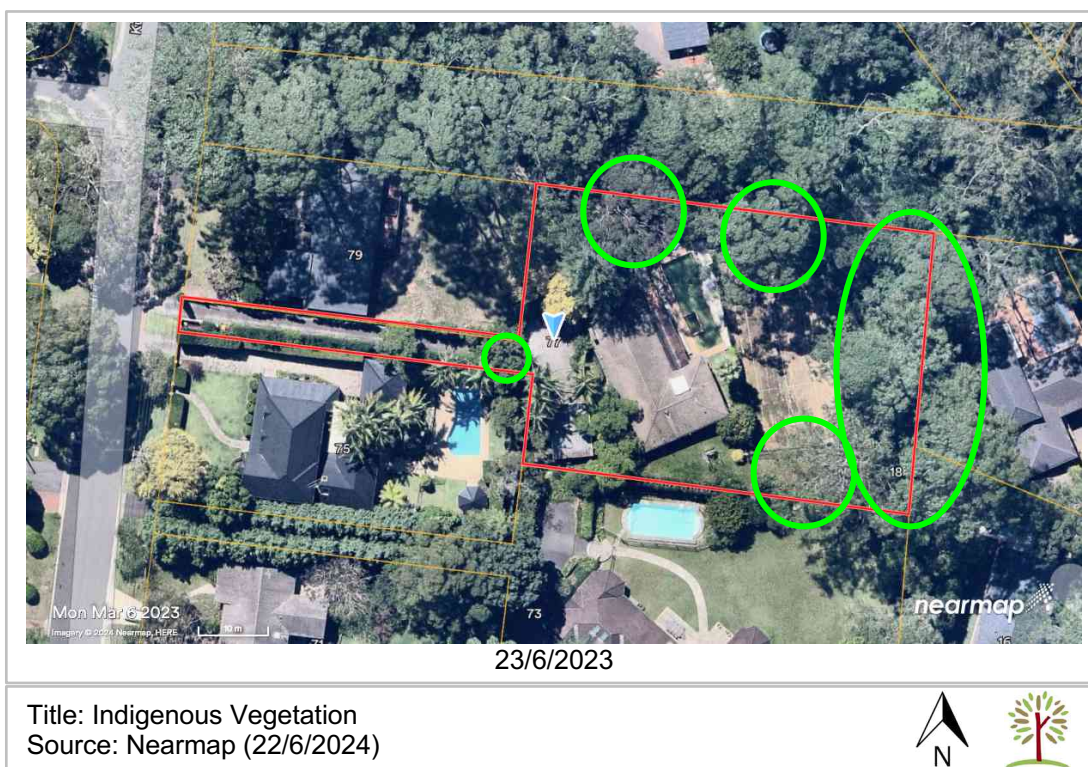 79
77
75
18
73
Mon Mar 6 2023
Imagery © 2024 Nearmap, HERE
10 m
nearmap
71
16
23/6/2023
Title: Indigenous Vegetation
Source: Nearmap (22/6/2024)
N